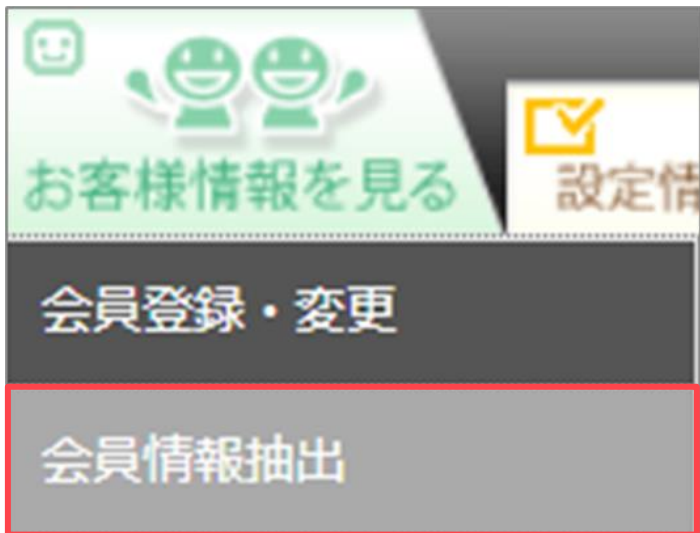 お客様情報を見る
設定情
会員登録・変更
会員情報抽出